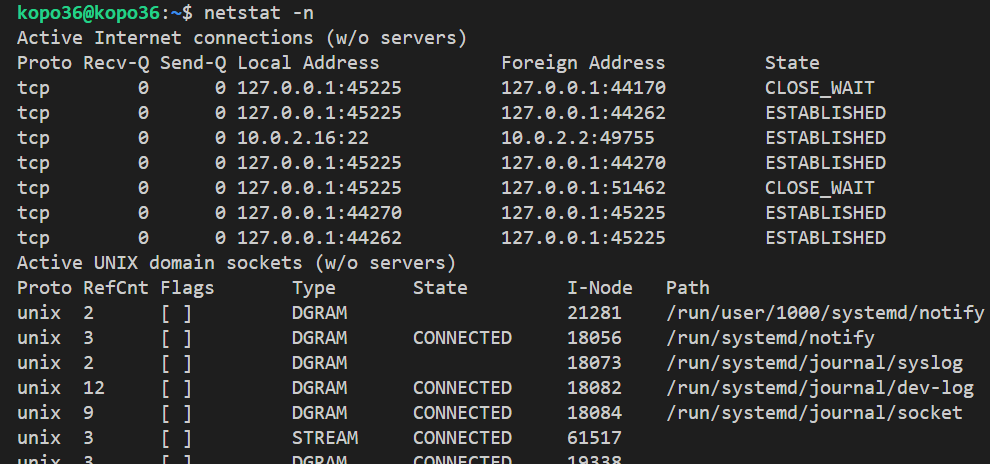 kopo36@kopo36:~$ netstat -n
Active Internet connections (w/o servers)
Proto Recv-Q Send-Q Local Address           Foreign Address         State
tcp        0      0 127.0.0.1:45225         127.0.0.1:44170         CLOSE_WAIT
tcp        0      0 127.0.0.1:45225         127.0.0.1:44262         ESTABLISHED
tcp        0      0 10.0.2.16:22            10.0.2.2:49755          ESTABLISHED
tcp        0      0 127.0.0.1:45225         127.0.0.1:44270         ESTABLISHED
tcp        0      0 127.0.0.1:45225         127.0.0.1:51462         CLOSE_WAIT
tcp        0      0 127.0.0.1:44270         127.0.0.1:45225         ESTABLISHED
tcp        0      0 127.0.0.1:44262         127.0.0.1:45225         ESTABLISHED
Active UNIX domain sockets (w/o servers)
Proto RefCnt Flags       Type       State         I-Node   Path
unix  2      [ ]         DGRAM                    21281    /run/user/1000/systemd/notify
unix  3      [ ]         DGRAM      CONNECTED     18056    /run/systemd/notify
unix  2      [ ]         DGRAM                    18073    /run/systemd/journal/syslog
unix  12     [ ]         DGRAM      CONNECTED     18082    /run/systemd/journal/dev-log
unix  9      [ ]         DGRAM      CONNECTED     18084    /run/systemd/journal/socket
unix  3      [ ]         STREAM     CONNECTED     61517
unix  3      [ ]         DGRAM      CONNECTED     19338